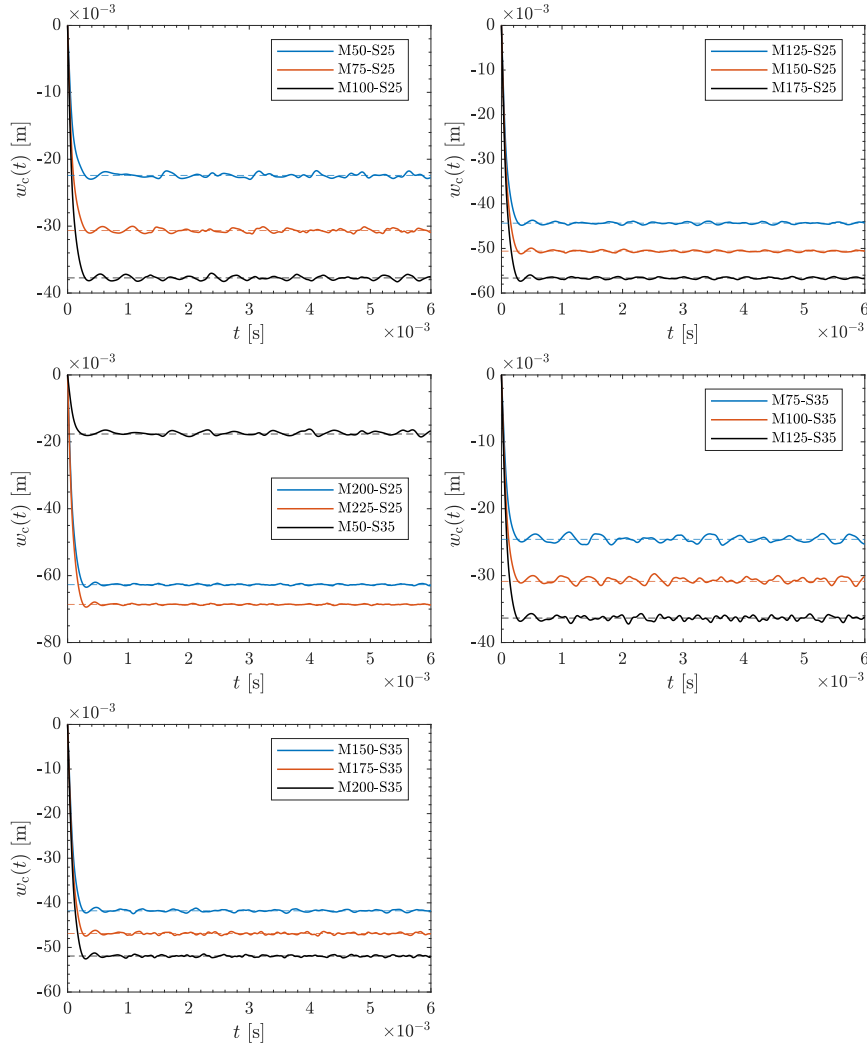 ×10⁻³
0
-10
-20
-30
-40
w_c(t) [m]
M50-S25
M75-S25
M100-S25
0 1 2 3 4 5 6
t [s]
×10⁻³
×10⁻³
0
-10
-20
-30
-40
-50
-60
w_c(t) [m]
M125-S25
M150-S25
M175-S25
0 1 2 3 4 5 6
t [s]
×10⁻³
×10⁻³
0
-20
-40
-60
-80
w_c(t) [m]
M200-S25
M225-S25
M50-S35
0 1 2 3 4 5 6
t [s]
×10⁻³
×10⁻³
0
-10
-20
-30
-40
w_c(t) [m]
M75-S35
M100-S35
M125-S35
0 1 2 3 4 5 6
t [s]
×10⁻³
×10⁻³
0
-10
-20
-30
-40
-50
-60
w_c(t) [m]
M150-S35
M175-S35
M200-S35
0 1 2 3 4 5 6
t [s]
×10⁻³